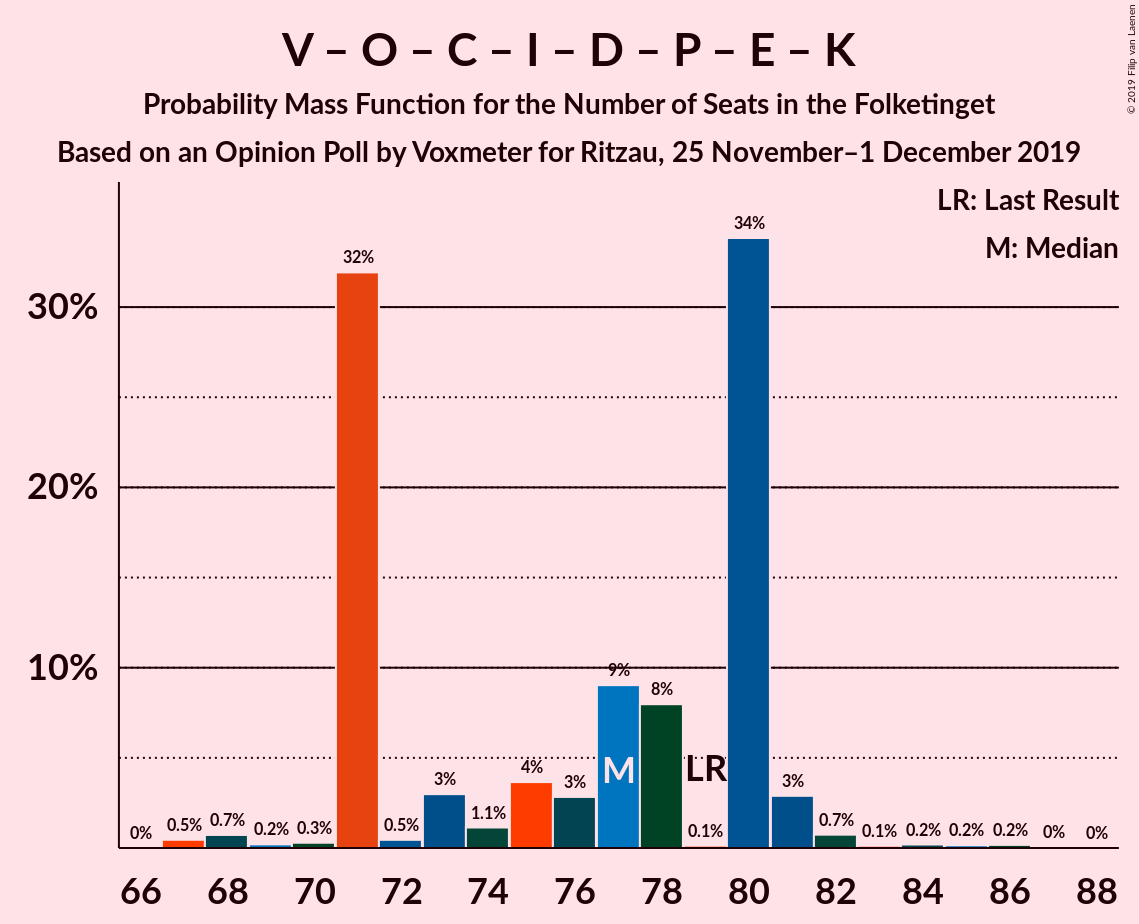 V – O – C – I – D – P – E – K
Probability Mass Function for the Number of Seats in the Folketinget
Based on an Opinion Poll by Voxmeter for Ritzau, 25 November–1 December 2019
© 2019 Filip van Laenen
LR: Last Result
M: Median
30%
20%
10%
0%
0.5%
0.7%
0.2%
0.3%
32%
0.5%
3%
1.1%
4%
3%
9%
8%
0.1%
34%
3%
0.7%
0.1%
0.2%
0.2%
0.2%
0%
0%
M
LR
66 68 70 72 74 76 78 80 82 84 86 88